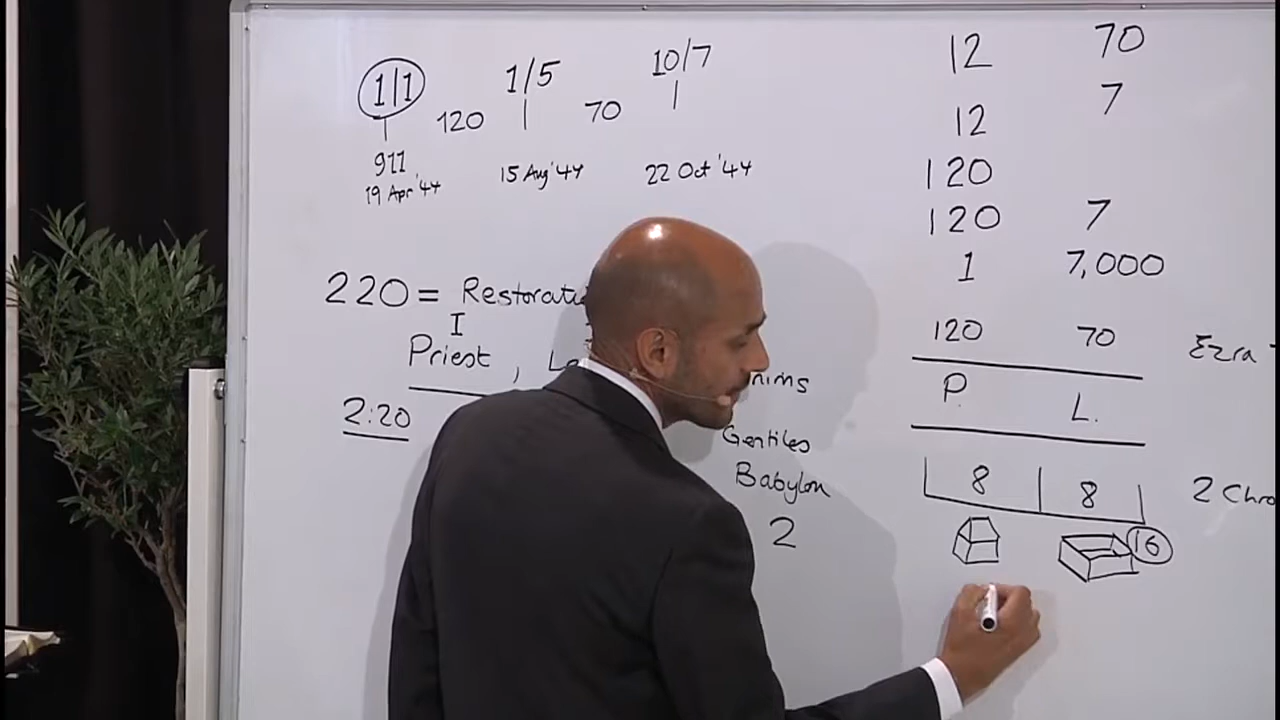 1/1 1/5 10/7
120 70
911
19 Apr '44 15 Aug '44 22 Oct '44
220 = Restorati
I
Priest ,
nims
2:20
Gentiles
Babylon
2
12 70
12 7
120
120 7
1 7,000
120 70 Ezra
P. L.
8 8 2 Chro
16